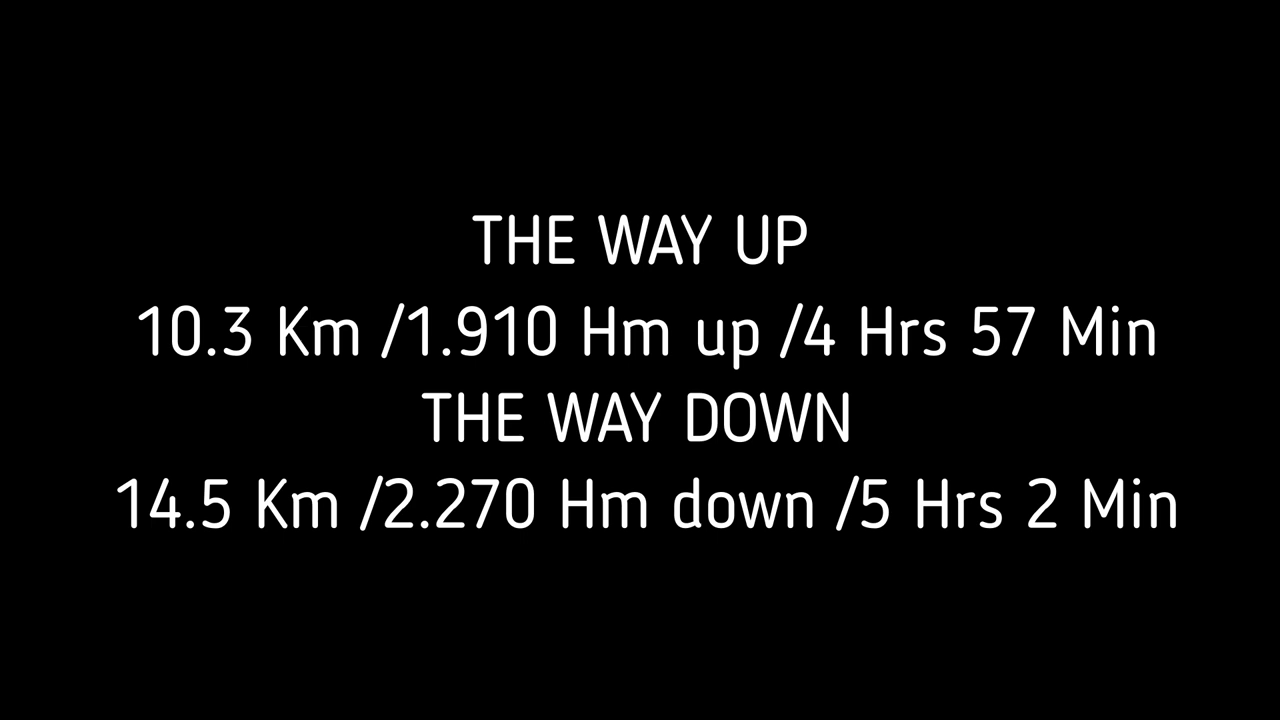 THE WAY UP
10.3 Km /1.910 Hm up /4 Hrs 57 Min
THE WAY DOWN
14.5 Km /2.270 Hm down /5 Hrs 2 Min